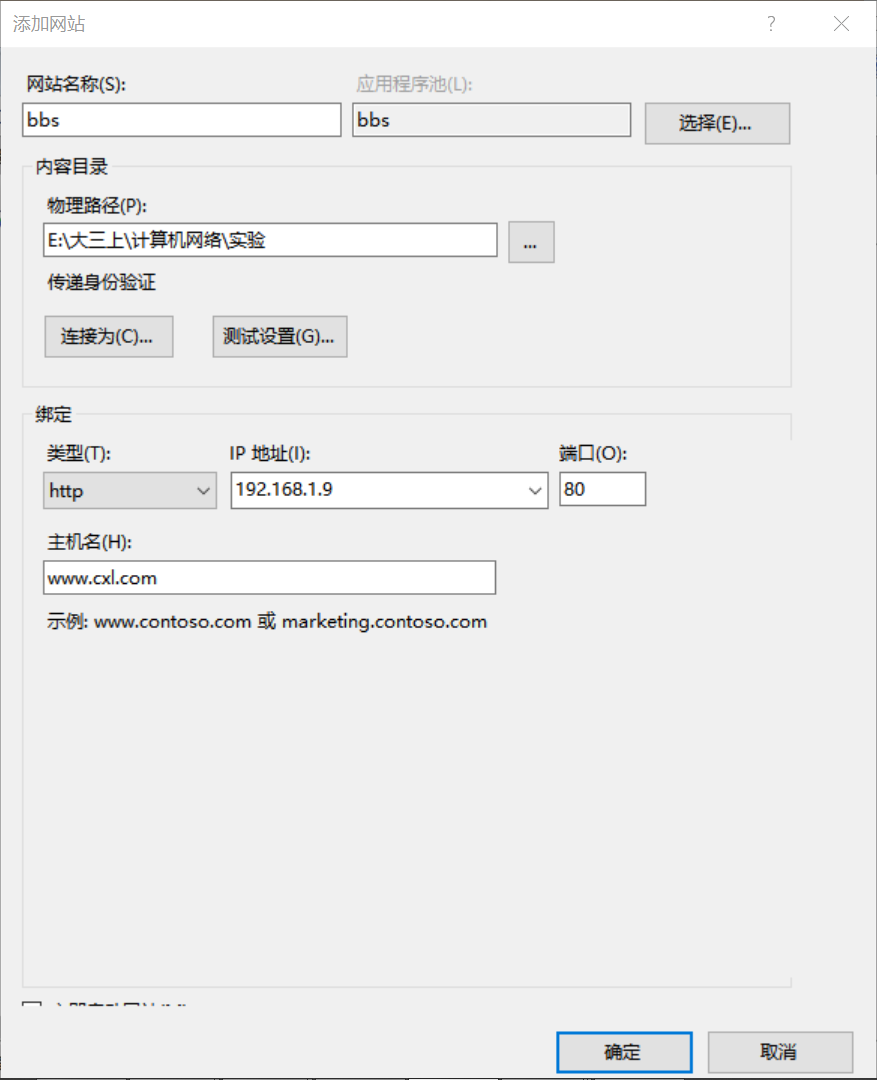 添加网站
?
网站名称(S):
应用程序池(L):
bbs
bbs
选择(E)...
内容目录
物理路径(P):
E:\大三上\计算机网络\实验
...
传递身份验证
连接为(C)...
测试设置(G)...
绑定
类型(T):
IP 地址(I):
端口(O):
http
192.168.1.9
80
主机名(H):
www.cxl.com
示例: www.contoso.com 或 marketing.contoso.com
确定
取消